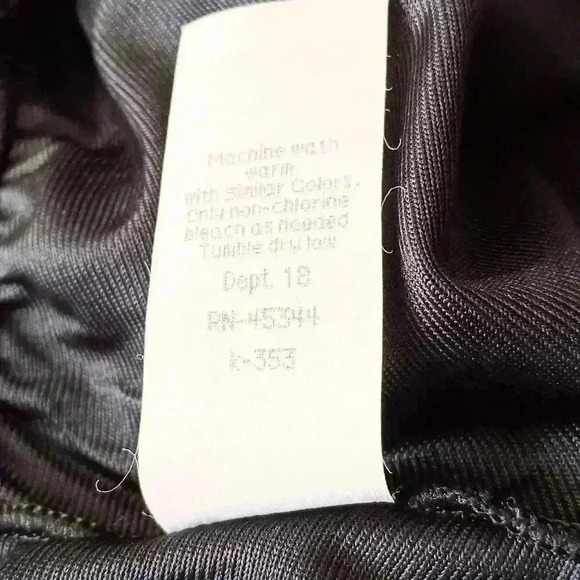 Machine wash
warm
with Similar Colors,
Only non-chlorine
bleach as needed
Tumble dry low
Dept. 18
RN-45344
K-353